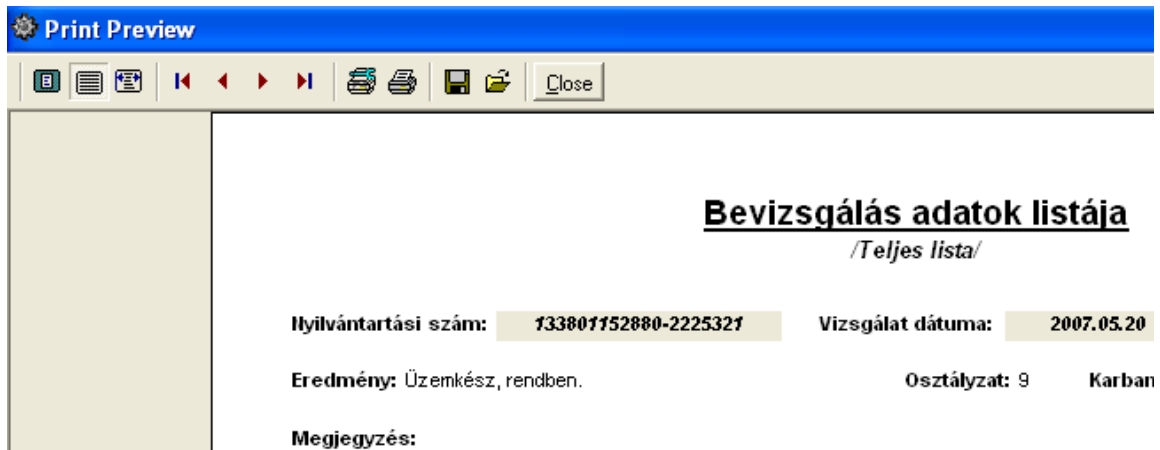 Print Preview
Close
Bevizsgálás adatok listája
/Teljes lista/
Nyilvántartási szám: 133801152880-2225321 Vizsgálat dátuma: 2007.05.20
Eredmény: Üzemkész, rendben. Osztályzat: 9 Karban
Megjegyzés: